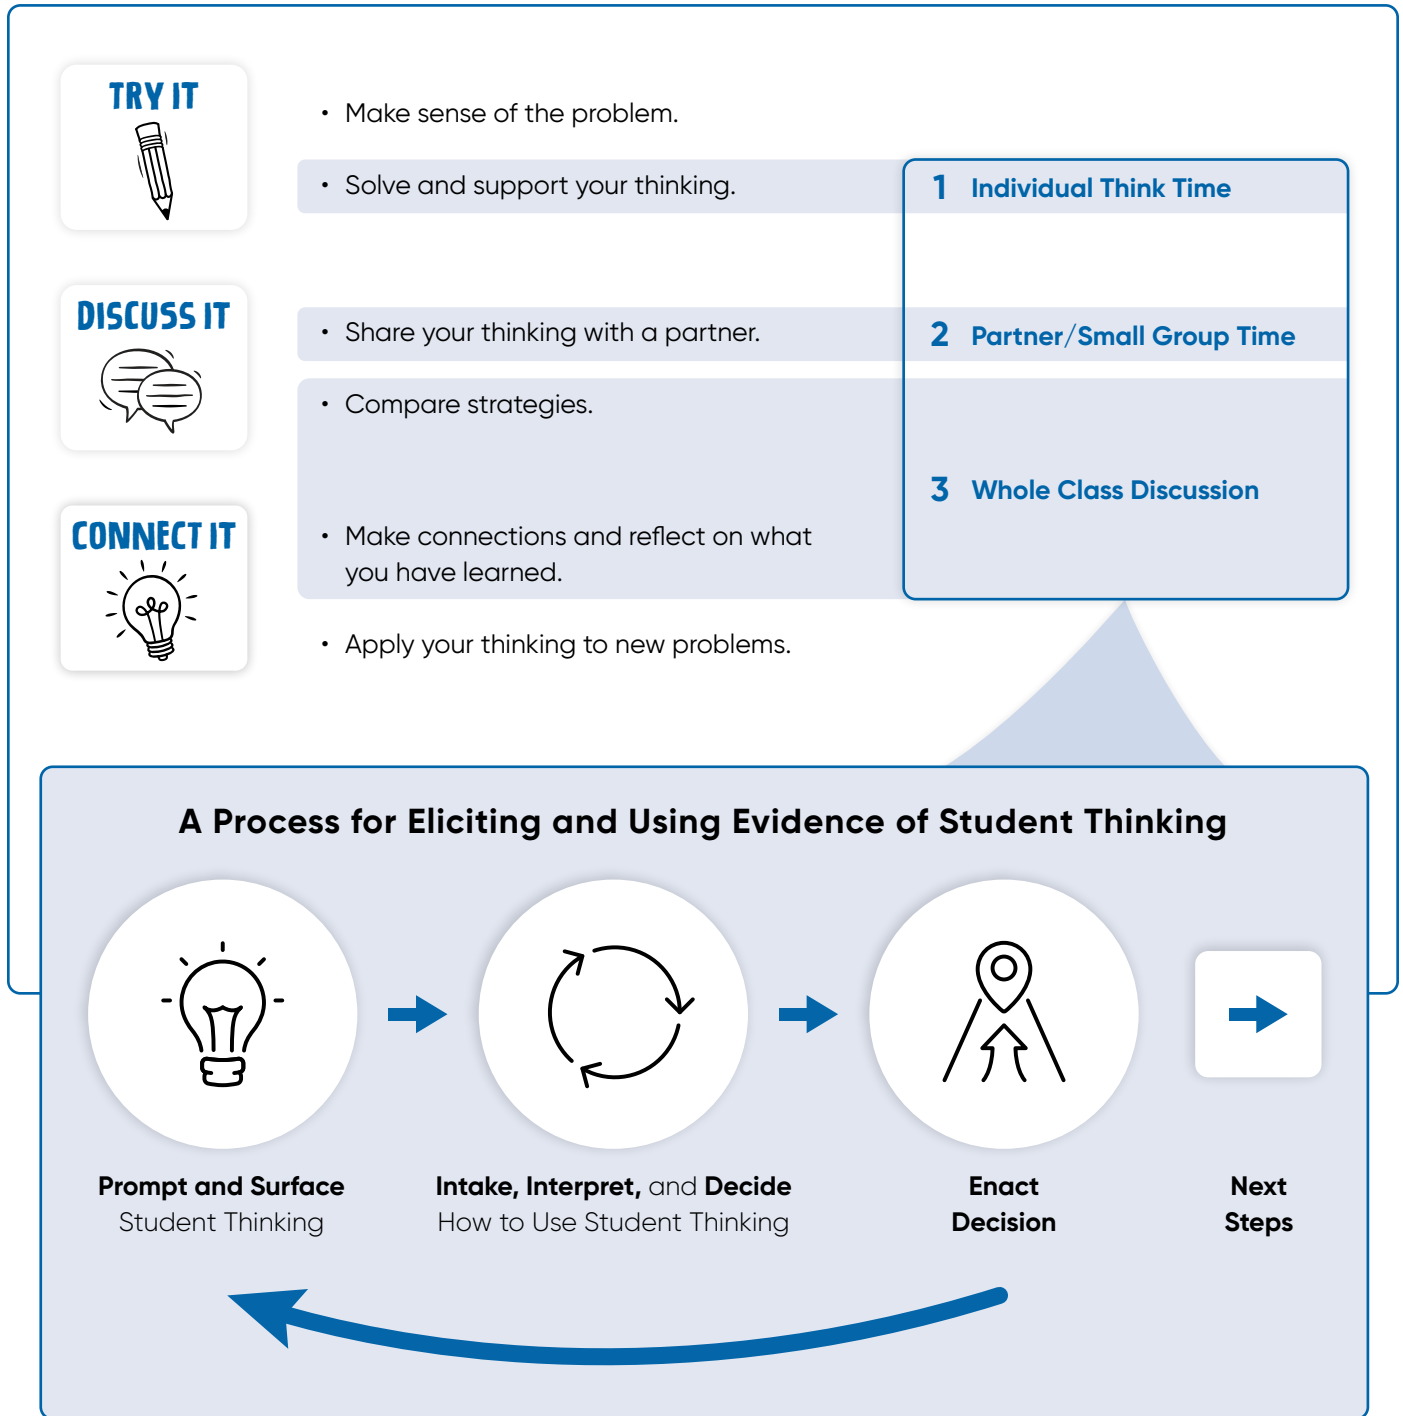 TRY IT
• Make sense of the problem.
• Solve and support your thinking.
1 Individual Think Time
DISCUSS IT
• Share your thinking with a partner.
2 Partner/Small Group Time
• Compare strategies.
3 Whole Class Discussion
CONNECT IT
• Make connections and reflect on what
you have learned.
• Apply your thinking to new problems.
A Process for Eliciting and Using Evidence of Student Thinking
Prompt and Surface
Student Thinking
Intake, Interpret, and Decide
How to Use Student Thinking
Enact
Decision
Next
Steps